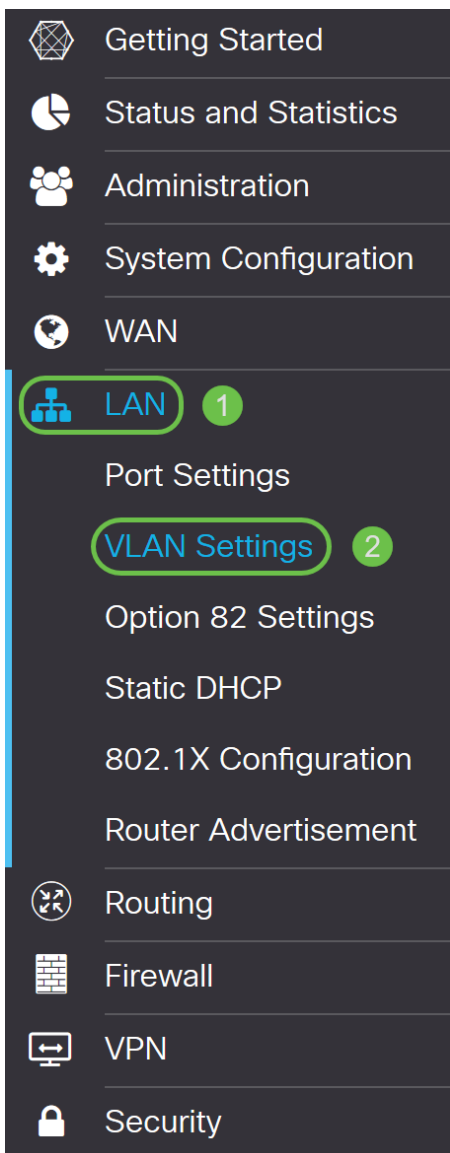 Getting Started
Status and Statistics
Administration
System Configuration
WAN
LAN 1
Port Settings
VLAN Settings 2
Option 82 Settings
Static DHCP
802.1X Configuration
Router Advertisement
Routing
Firewall
VPN
Security